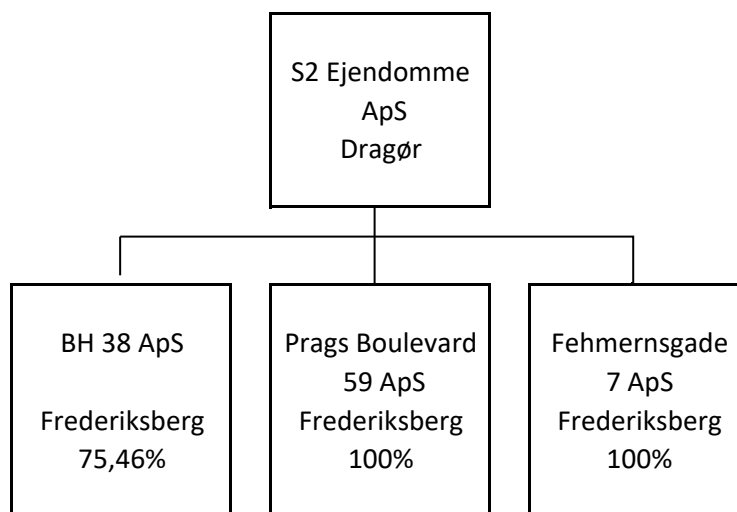 S2 Ejendomme
ApS
Dragør
BH 38 ApS
Frederiksberg
75,46%
Prags Boulevard
59 ApS
Frederiksberg
100%
Fehmernsgade
7 ApS
Frederiksberg
100%